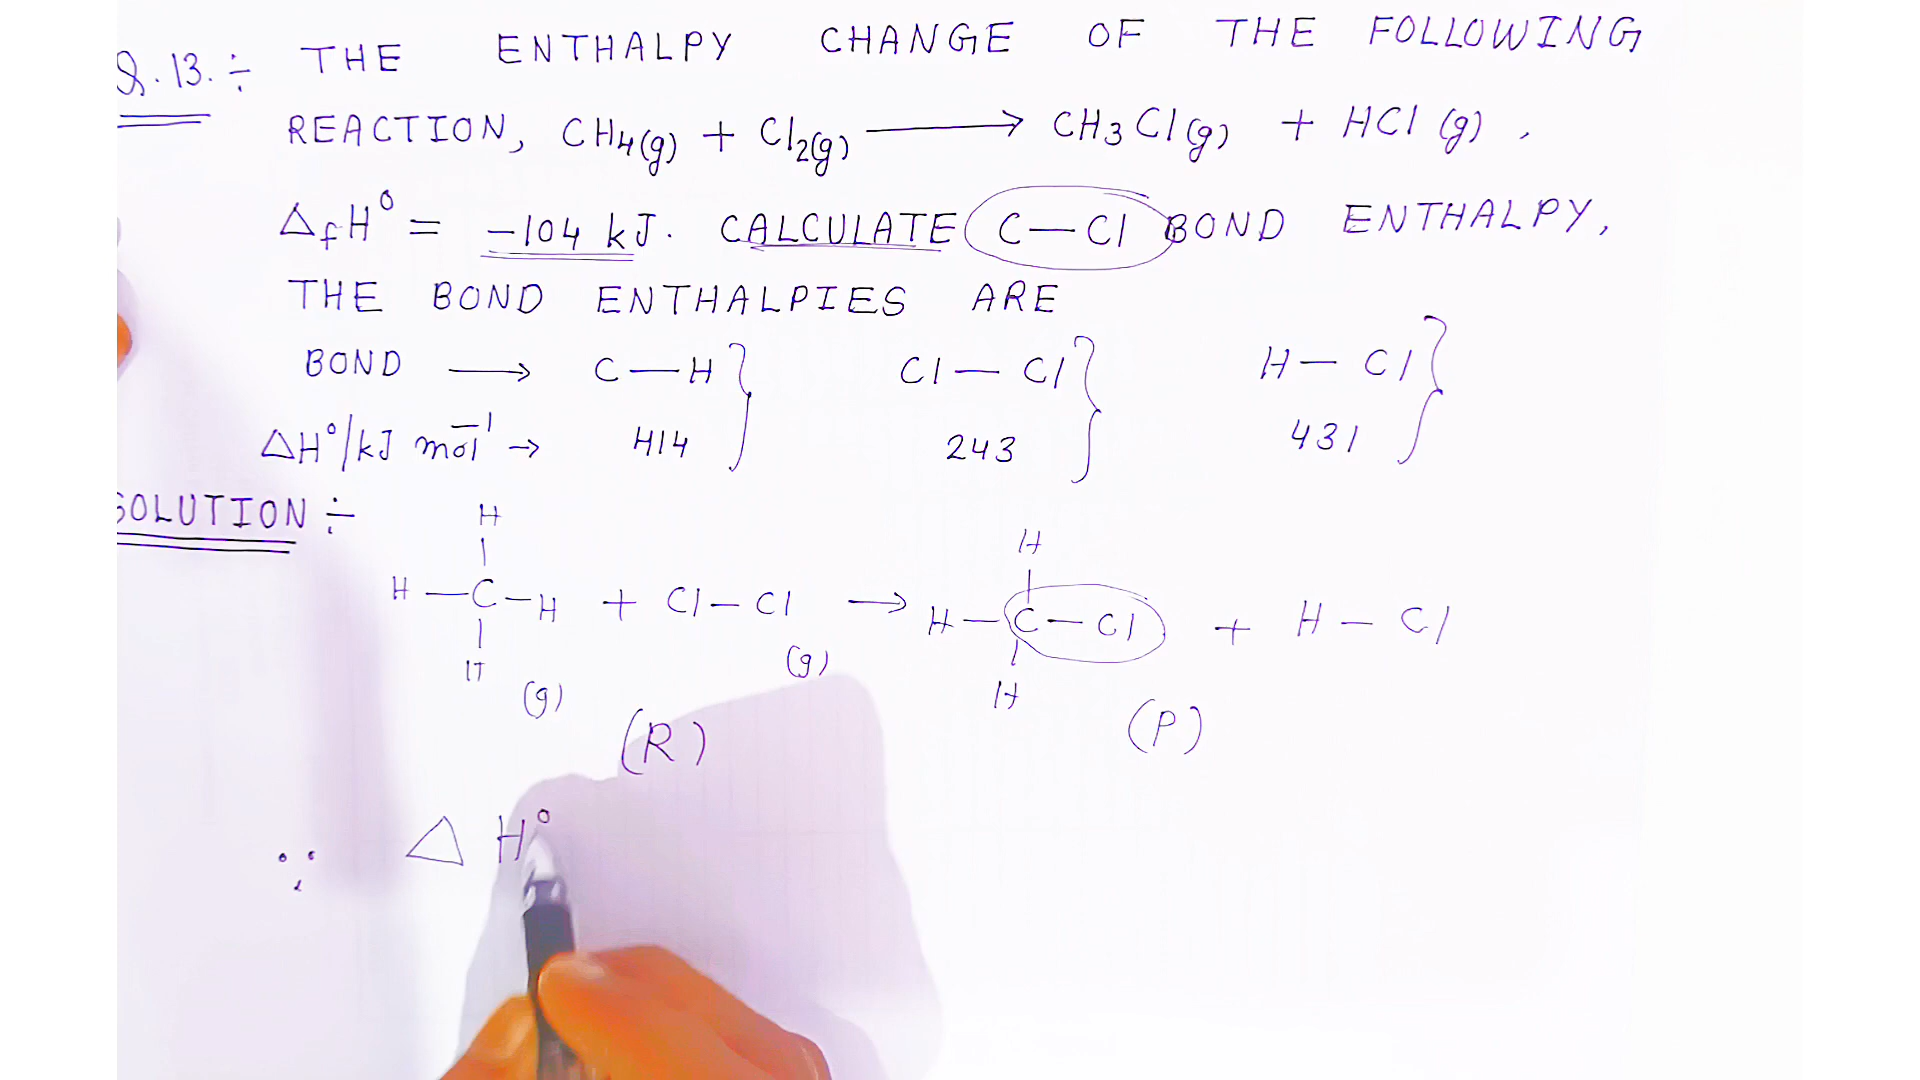 Q.13.÷ THE ENTHALPY CHANGE OF THE FOLLOWING
REACTION, CH4(g) + Cl2(g) ⟶ CH3Cl(g) + HCl (g) ,
ΔfH° = -104 kJ. CALCULATE C—Cl BOND ENTHALPY,
THE BOND ENTHALPIES ARE
BOND ⟶ C—H } Cl—Cl } H—Cl }
ΔH°/kJ mol⁻¹ → 414 243 431
SOLUTION ÷
H H
| |
H—C—H + Cl—Cl → H—C—Cl + H—Cl
| (g) |
H (g) H
(R) (P)
∵ Δ H°